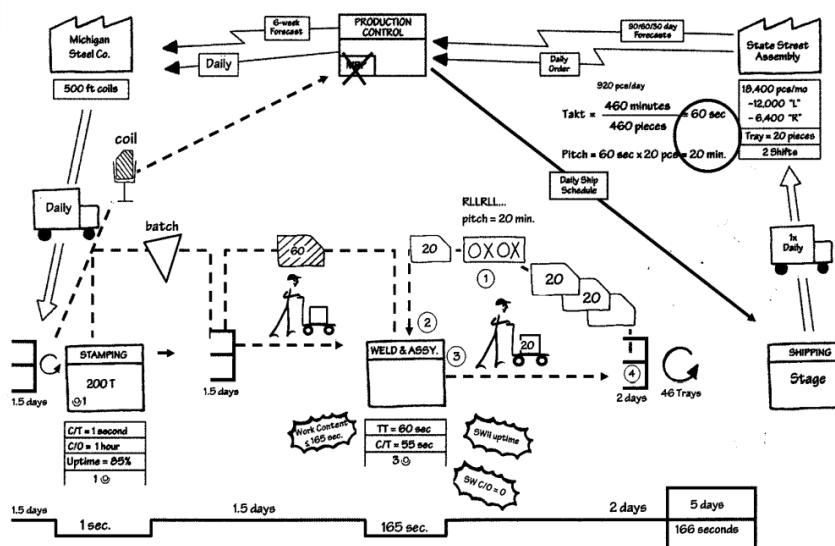 Michigan
Steel Co.
500 ft coils
6-week
Forecast
Daily
PRODUCTION
CONTROL
MRP
90/60/30 day
Forecasts
Daily
Order
State Street
Assembly
18,400 pcs/mo
-12,000 "L"
- 6,400 "R"
Tray = 20 pieces
2 Shifts
920 pcs/day
Takt = 460 minutes / 460 pieces = 60 sec
Pitch = 60 sec x 20 pcs = 20 min.
Daily Ship
Schedule
coil
Daily
batch
60
20
RLLRLL...
pitch = 20 min.
OXOX
1
20
20
1x
Daily
2
3
20
4
STAMPING
200 T
1
1.5 days
1.5 days
WELD & ASSY.
2 days
46 Trays
SHIPPING
Stage
C/T = 1 second
C/O = 1 hour
Uptime = 85%
1
Work Content
≤ 165 sec.
TT = 60 sec
C/T = 55 sec
3
SWII uptime
SW C/O = 0
1.5 days
1 sec.
1.5 days
165 sec.
2 days
5 days
166 seconds